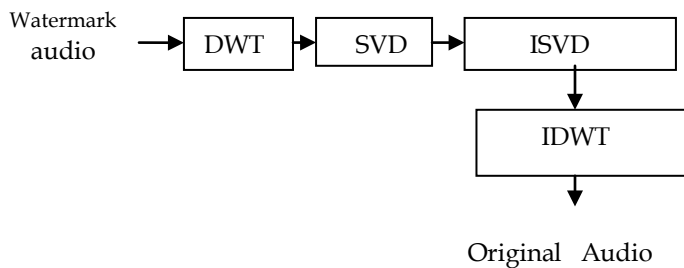 Watermark
audio
DWT
SVD
ISVD
IDWT
Original Audio